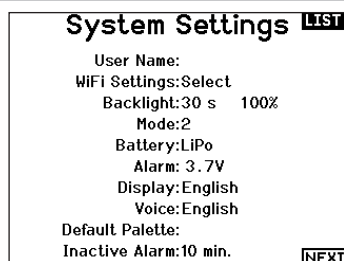 System Settings LIST
User Name:
WiFi Settings:Select
Backlight:30 s 100%
Mode:2
Battery:LiPo
Alarm: 3.7V
Display:English
Voice:English
Default Palette:
Inactive Alarm:10 min.
NEXT